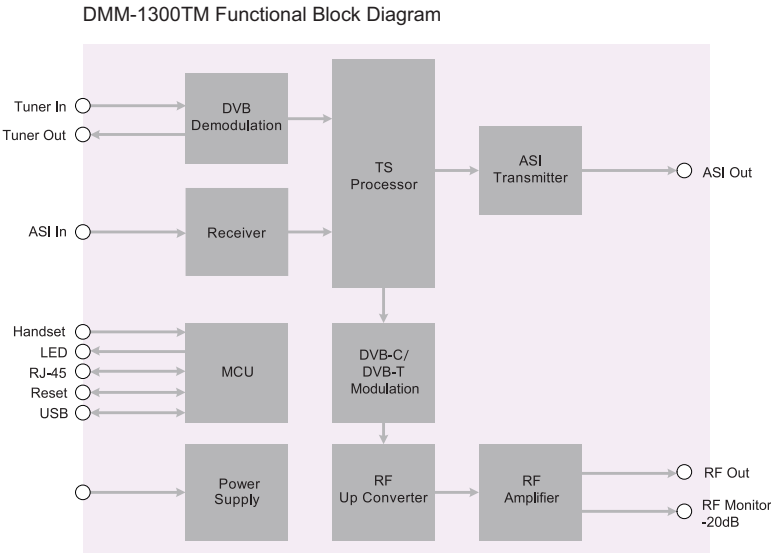 DMM-1300TM Functional Block Diagram
Tuner In
Tuner Out
DVB
Demodulation
TS
Processor
ASI
Transmitter
ASI Out
ASI In
Receiver
Handset
LED
RJ-45
Reset
USB
MCU
DVB-C/
DVB-T
Modulation
Power
Supply
RF
Up Converter
RF
Amplifier
RF Out
RF Monitor
-20dB